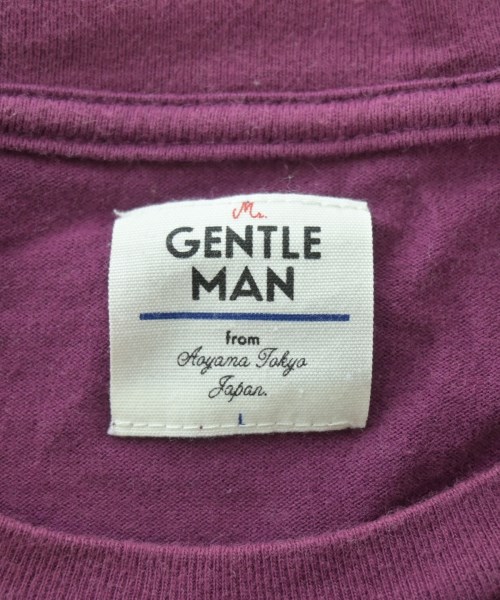 Mr.
GENTLE
MAN
from
Aoyama Tokyo
Japan.
L